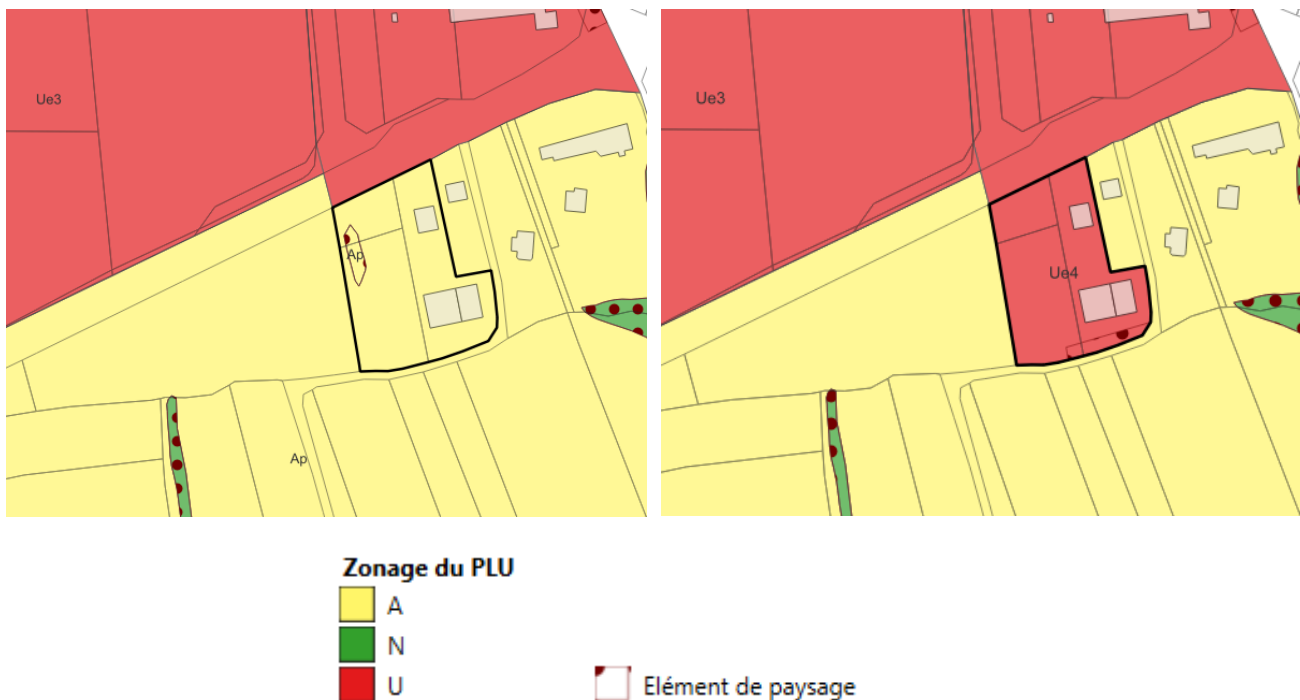 Ue3
Ap
Ap
Ue3
Ue4
Zonage du PLU
A
N
U
Elément de paysage